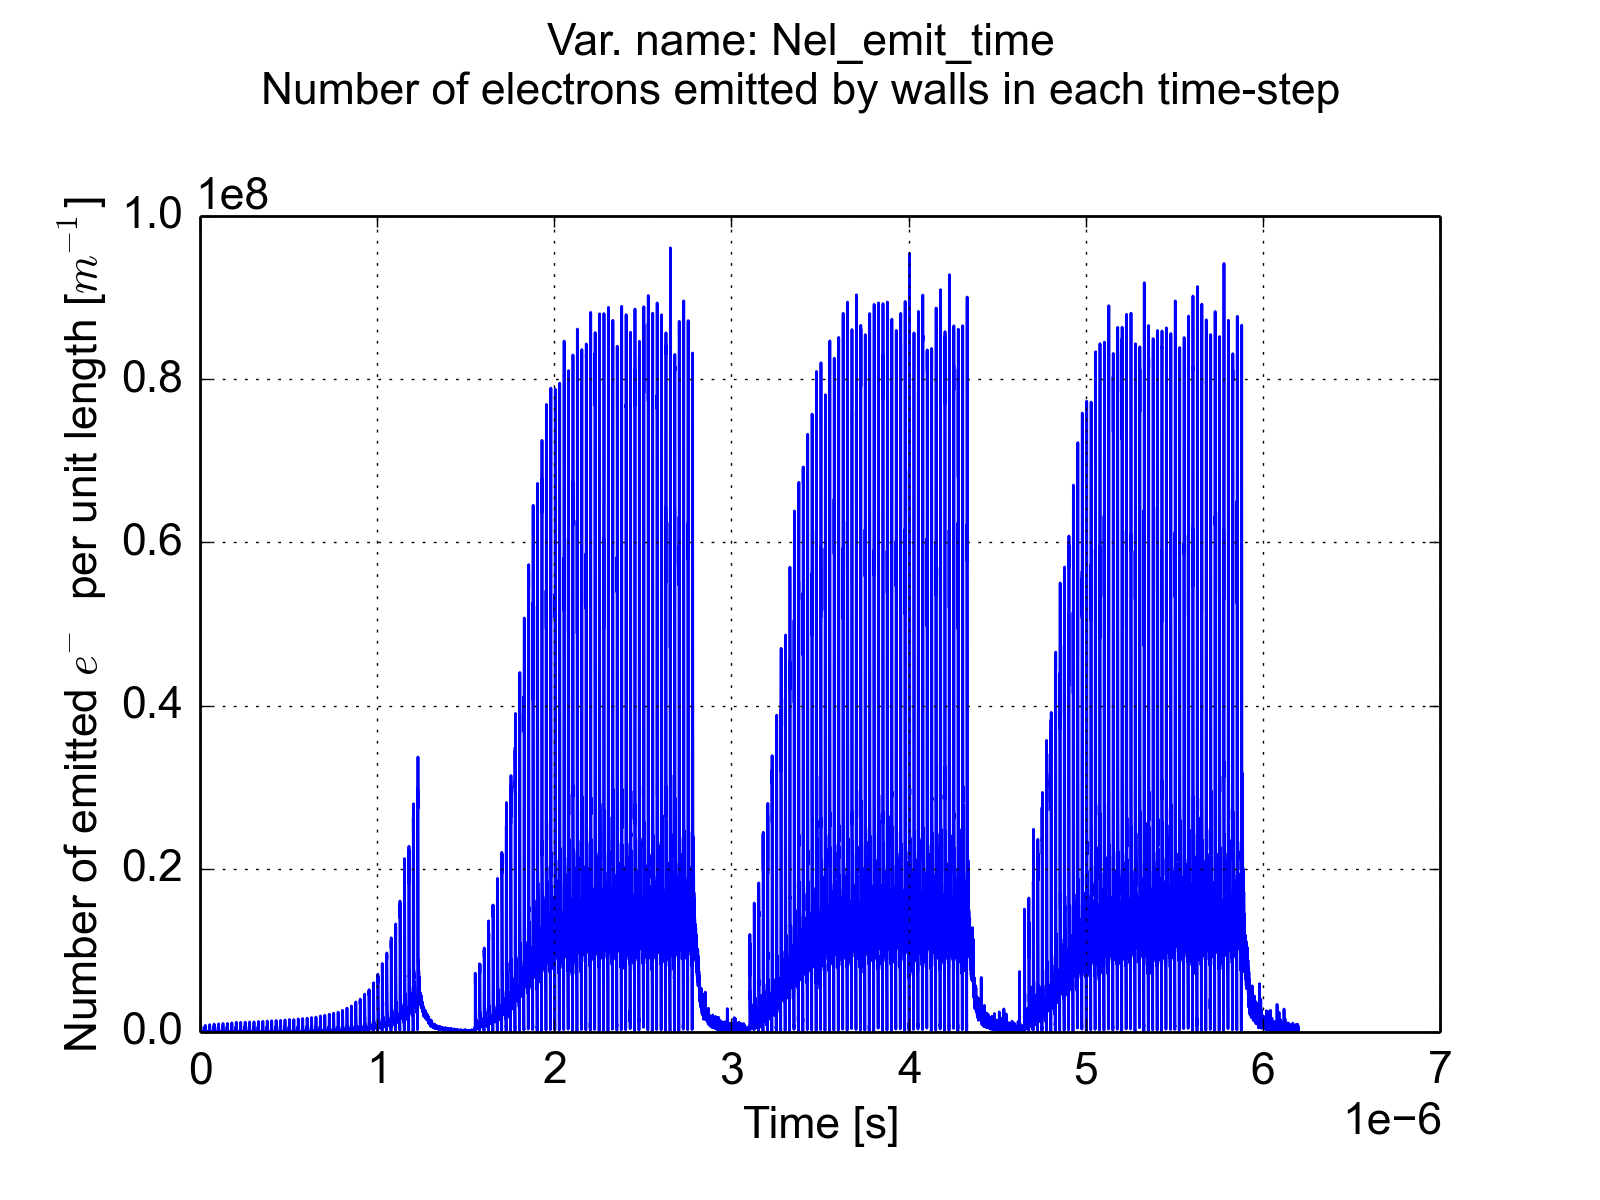 Var. name: Nel_emit_time
Number of electrons emitted by walls in each time-step
1e8
1.0
0.8
0.6
0.4
0.2
0.0
Number of emitted e⁻ per unit length [m⁻¹]
0 1 2 3 4 5 6 7
Time [s]
1e−6